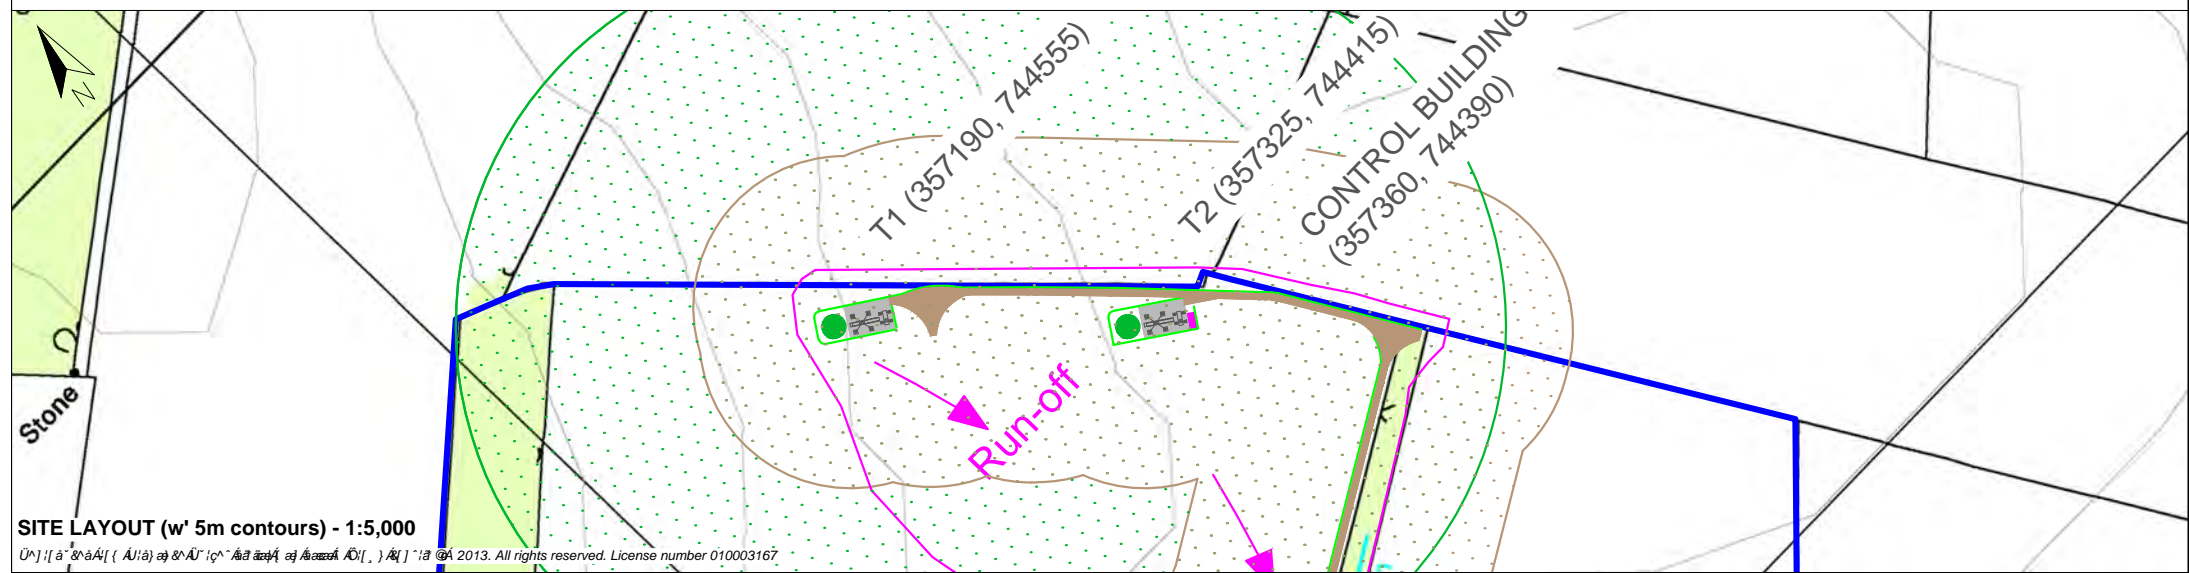 N
T1 (357190, 744555)
T2 (357325, 744415)
CONTROL BUILDING
(357360, 744390)
Run-off
Stone
SITE LAYOUT (w' 5m contours) - 1:5,000
2013. All rights reserved. License number 010003167